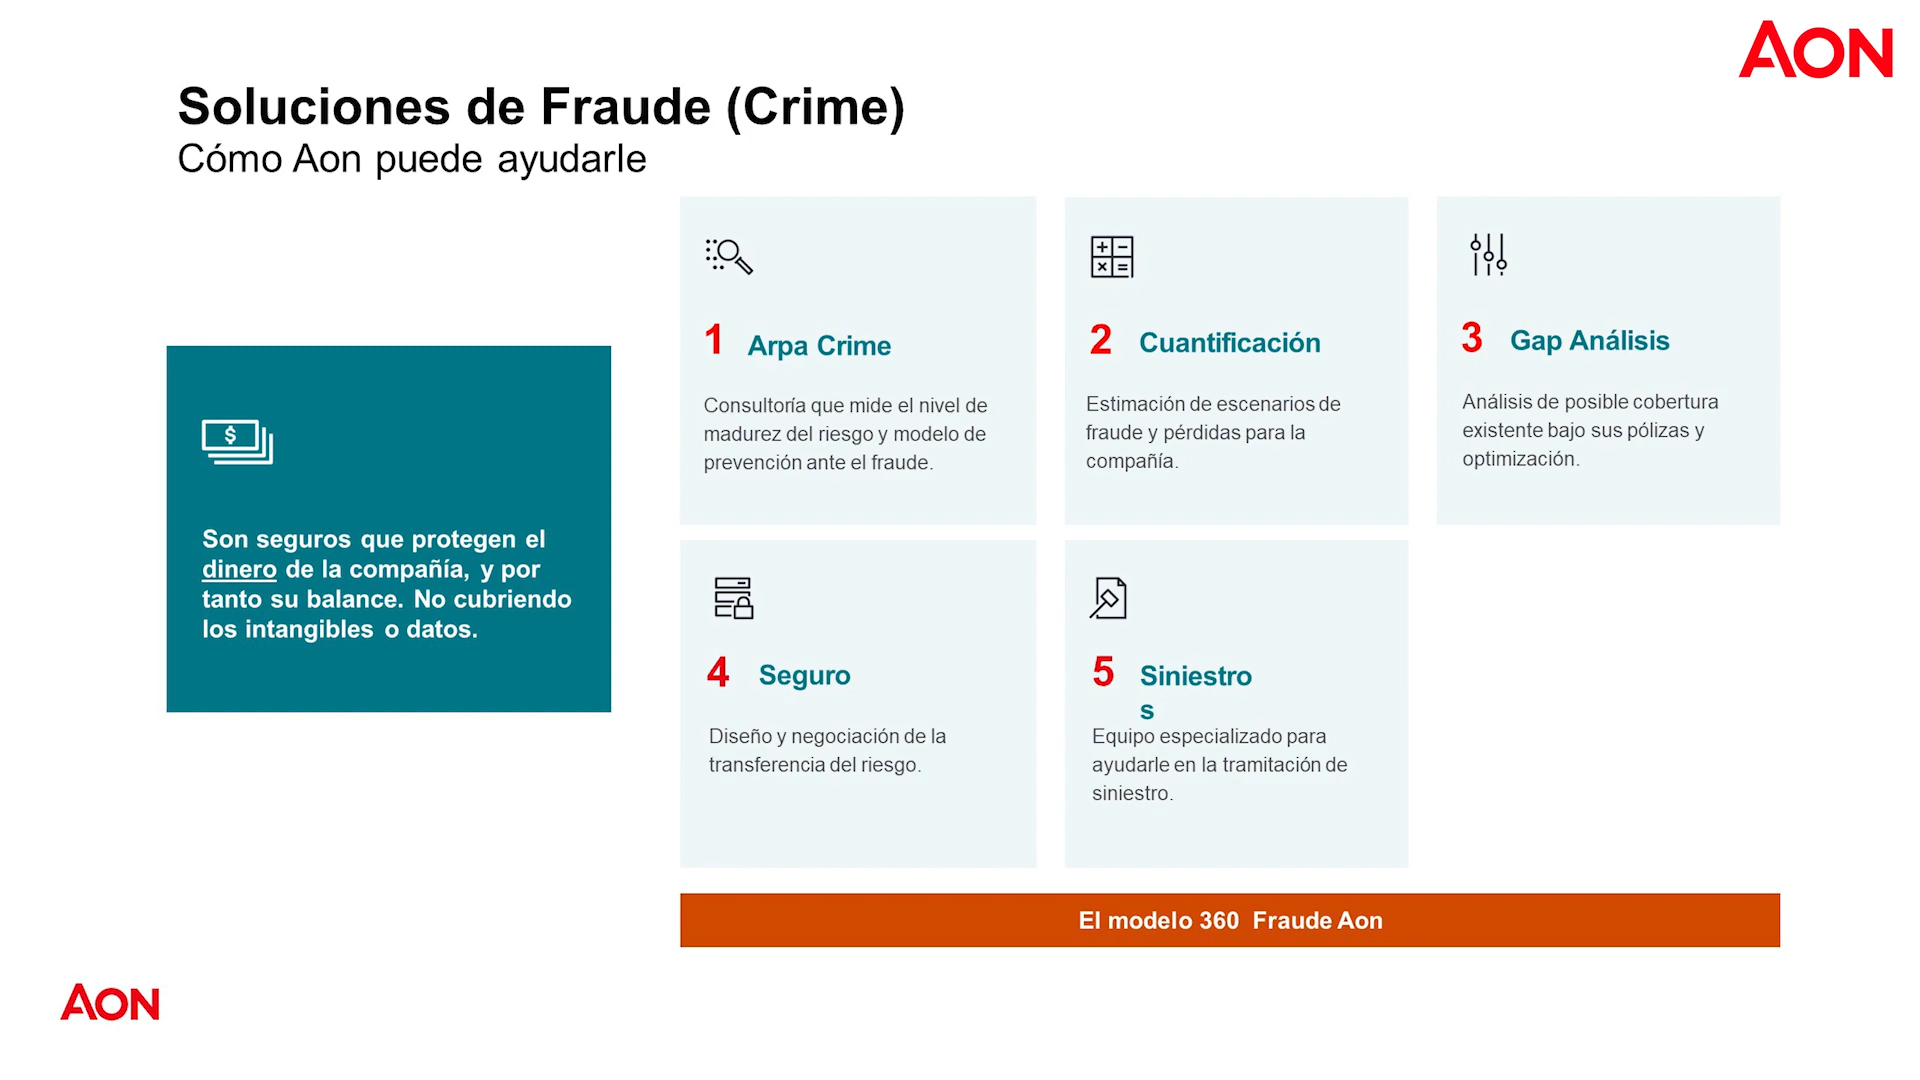 AON
Soluciones de Fraude (Crime)
Cómo Aon puede ayudarle
$
Son seguros que protegen el
dinero de la compañía, y por
tanto su balance. No cubriendo
los intangibles o datos.
1 Arpa Crime
Consultoría que mide el nivel de
madurez del riesgo y modelo de
prevención ante el fraude.
2 Cuantificación
Estimación de escenarios de
fraude y pérdidas para la
compañía.
3 Gap Análisis
Análisis de posible cobertura
existente bajo sus pólizas y
optimización.
4 Seguro
Diseño y negociación de la
transferencia del riesgo.
5 Siniestro
s
Equipo especializado para
ayudarle en la tramitación de
siniestro.
El modelo 360 Fraude Aon
AON